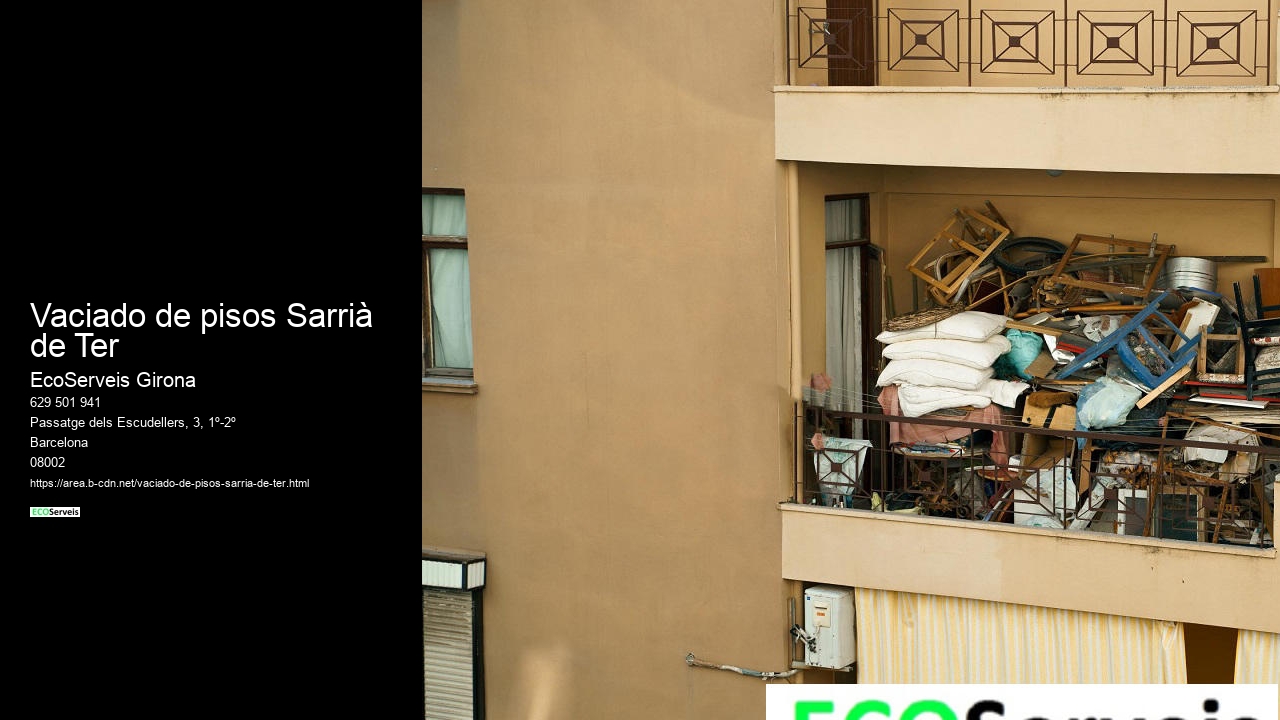 Vaciado de pisos Sarrià
de Ter
EcoServeis Girona
629 501 941
Passatge dels Escudellers, 3, 1º-2º
Barcelona
08002
https://area.b-cdn.net/vaciado-de-pisos-sarria-de-ter.html
ECOServeis
ECOServeis